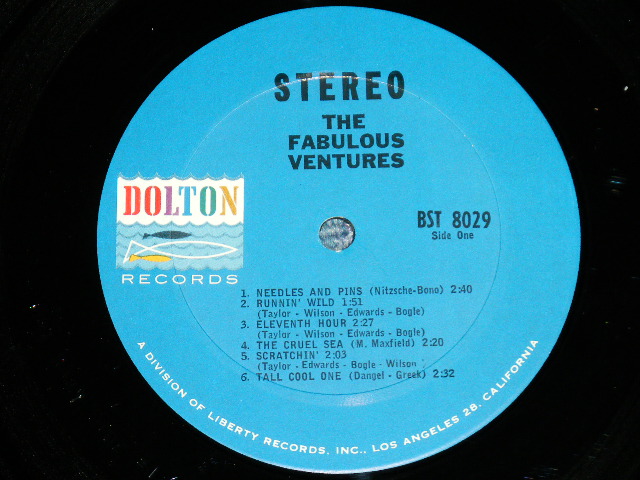 STEREO
THE
FABULOUS
VENTURES
DOLTON
RECORDS
BST 8029
Side One
1. NEEDLES AND PINS (Nitzsche-Bono) 2:40
2. RUNNIN' WILD 1:51
(Taylor - Wilson - Edwards - Bogle)
3. ELEVENTH HOUR 2:27
(Taylor - Wilson - Edwards - Bogle)
4. THE CRUEL SEA (M. Maxfield) 2:20
5. SCRATCHIN' 2:03
(Taylor - Edwards - Bogle - Wilson)
6. TALL COOL ONE (Dangel - Greek) 2:32
A DIVISION OF LIBERTY RECORDS, INC., LOS ANGELES 28, CALIFORNIA